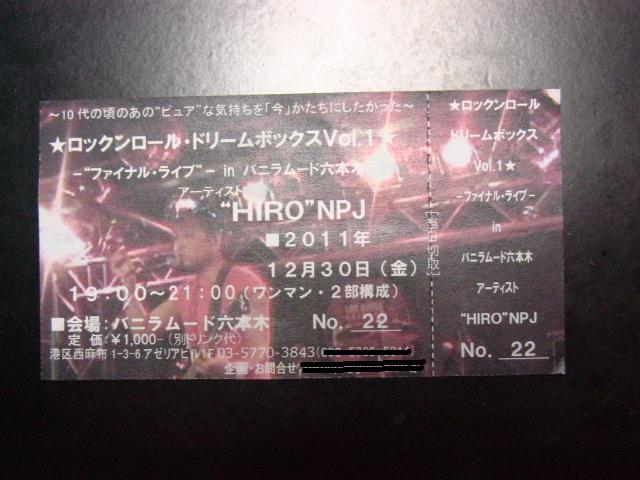 ～10代の頃のあの“ピュア”な気持ちを「今」かたちにしたかった～
★ロックンロール・ドリームボックスVol.1★
－“ファイナル・ライブ”－ in バニラムード六本木
アーティスト
“HIRO”NPJ
■2011年
12月30日（金）
19:00～21:00（ワンマン・2部構成）
■会場：バニラムード六本木
No. 22
定 価：¥1,000-（別ドリンク代）
港区西麻布1-3-6アゼリアビル1F 03-5770-3843(
企画・お問合せ:
[当日切取]
★ロックンロール
ドリームボックス
Vol.1★
－ファイナル・ライブ－
in
バニラムード六本木
アーティスト
“HIRO”NPJ
No. 22